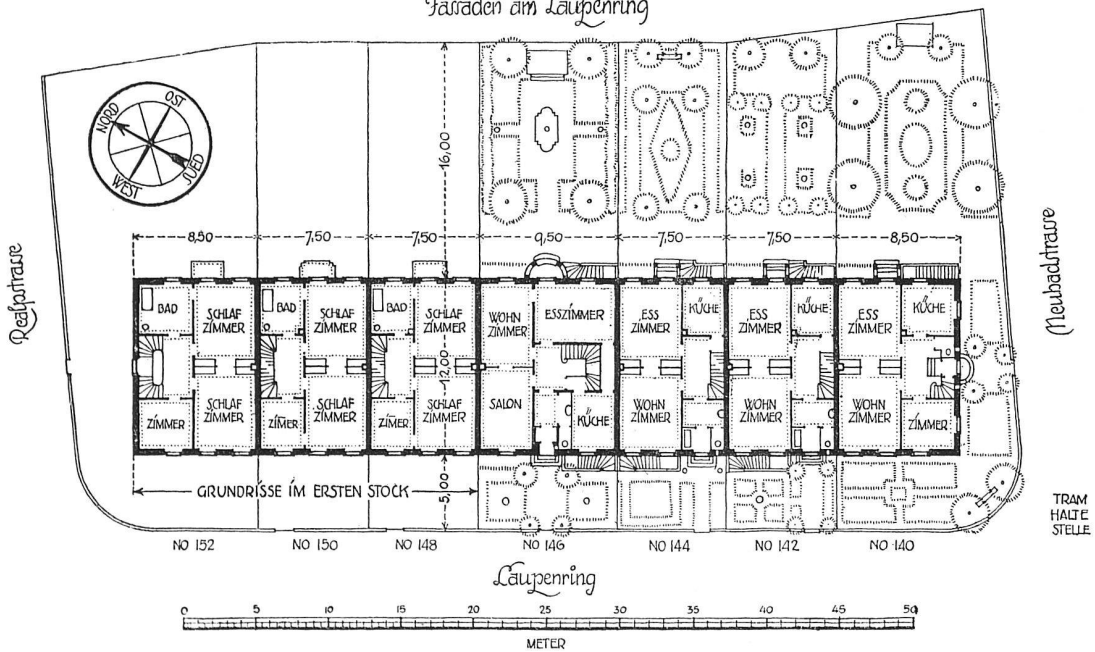 Fassaden am Laupenring
NORD
OST
SUED
WEST
16,00
8,50 7,50 7,50 9,50 7,50 7,50 8,50
Realpstrasse
Neubadstrasse
BAD
SCHLAF
ZIMMER
BAD
SCHLAF
ZIMMER
BAD
SCHLAF
ZIMMER
WOHN
ZIMMER
ESSZIMMER
ESS
ZIMMER
KÜCHE
ESS
ZIMMER
KÜCHE
ESS
ZIMMER
KÜCHE
12,00
ZIMMER
SCHLAF
ZIMMER
ZIMER
SCHLAF
ZIMMER
ZIMER
SCHLAF
ZIMMER
SALON
KÜCHE
WOHN
ZIMMER
WOHN
ZIMMER
WOHN
ZIMMER
ZIMMER
GRUNDRISSE IM ERSTEN STOCK
5,00
TRAM
HALTE
STELLE
NO 152 NO 150 NO 148 NO 146 NO 144 NO 142 NO 140
Laupenring
0 5 10 15 20 25 30 35 40 45 50
METER